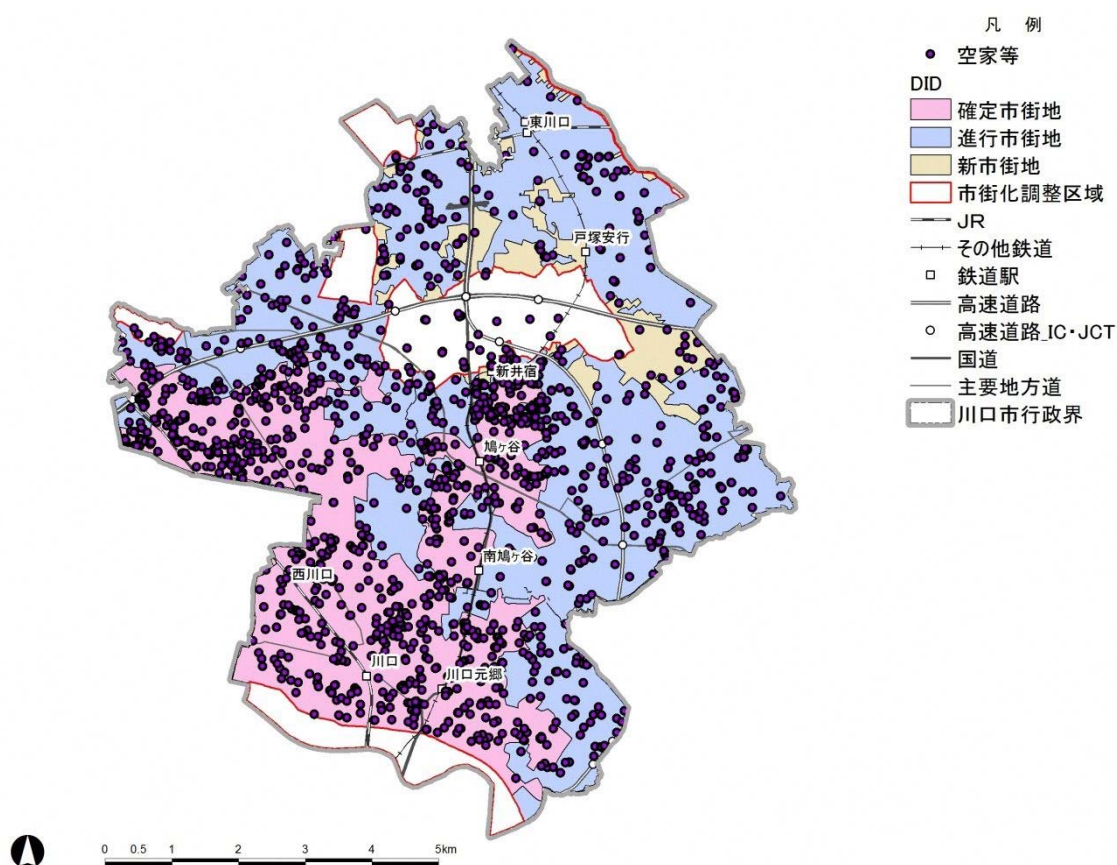 凡 例
空家等
DID
確定市街地
進行市街地
新市街地
市街化調整区域
JR
その他鉄道
鉄道駅
高速道路
高速道路_IC・JCT
国道
主要地方道
川口市行政界
東川口
戸塚安行
新井宿
鳩ヶ谷
南鳩ヶ谷
西川口
川口
川口元郷
0 0.5 1 2 3 4 5km